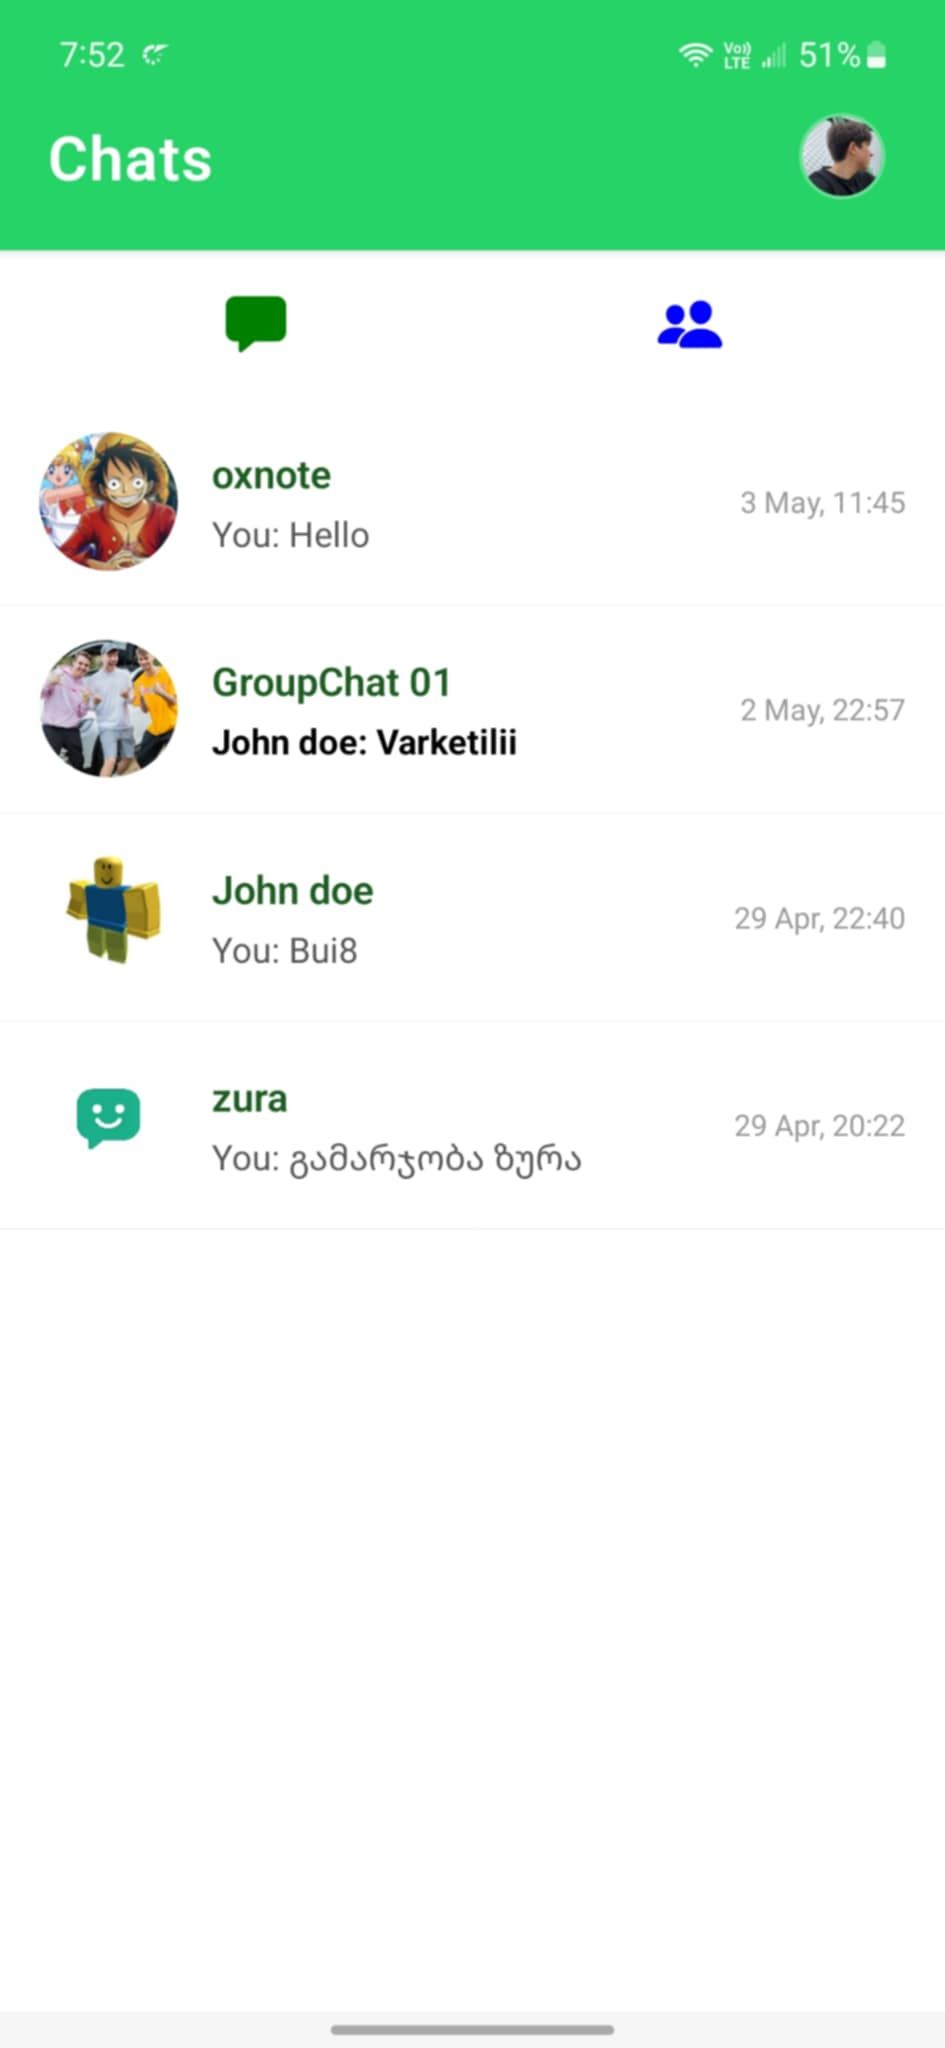 7:52
Vo)) LTE 51%
Chats
oxnote
You: Hello
3 May, 11:45
GroupChat 01
John doe: Varketilii
2 May, 22:57
John doe
You: Bui8
29 Apr, 22:40
zura
You: გამარჯობა ზურა
29 Apr, 20:22